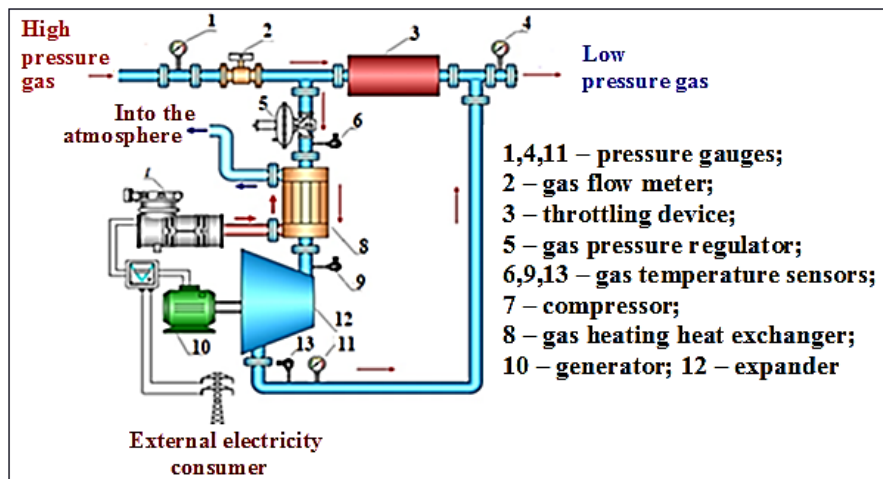 1
2
3
4
High
pressure
gas
Low
pressure gas
Into the
atmosphere
5
6
8
9
12
10
13
11
External electricity
consumer
1,4,11 – pressure gauges;
2 – gas flow meter;
3 – throttling device;
5 – gas pressure regulator;
6,9,13 – gas temperature sensors;
7 – compressor;
8 – gas heating heat exchanger;
10 – generator; 12 – expander